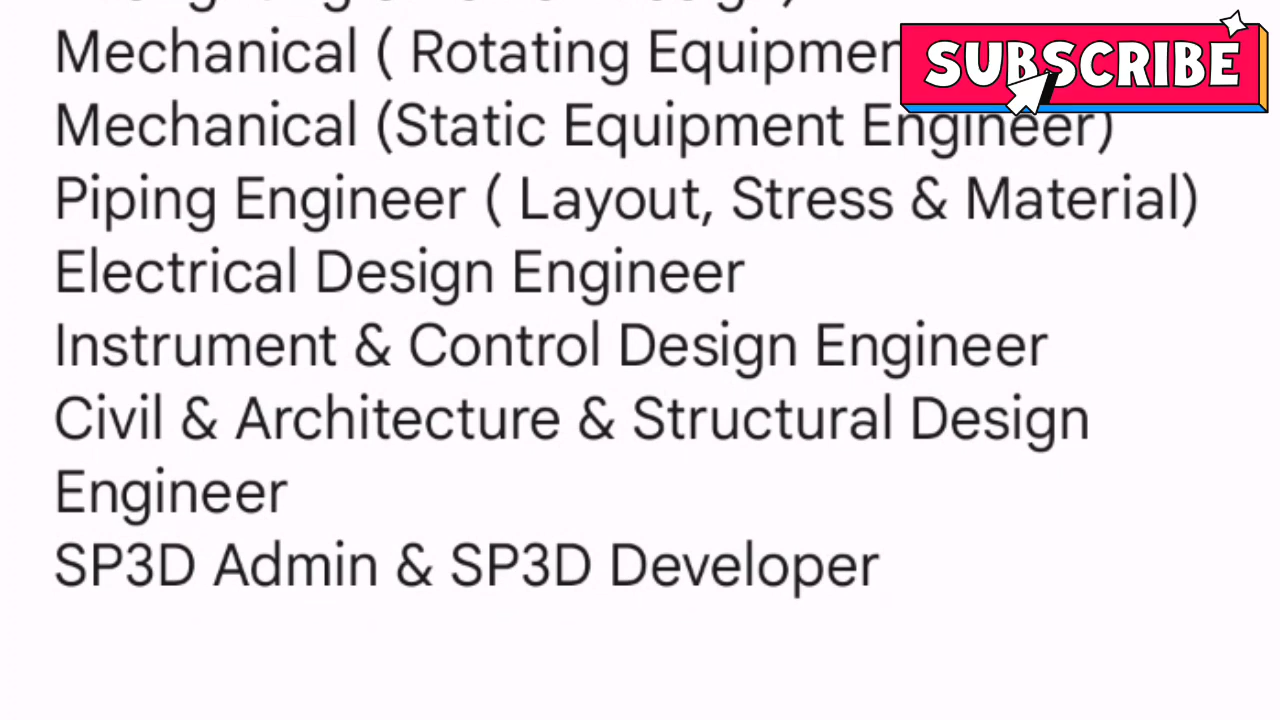 Mechanical ( Rotating
SUBSCRIBE
Mechanical (Static Equipment Engineer)
Piping Engineer ( Layout, Stress & Material)
Electrical Design Engineer
Instrument & Control Design Engineer
Civil & Architecture & Structural Design
Engineer
SP3D Admin & SP3D Developer